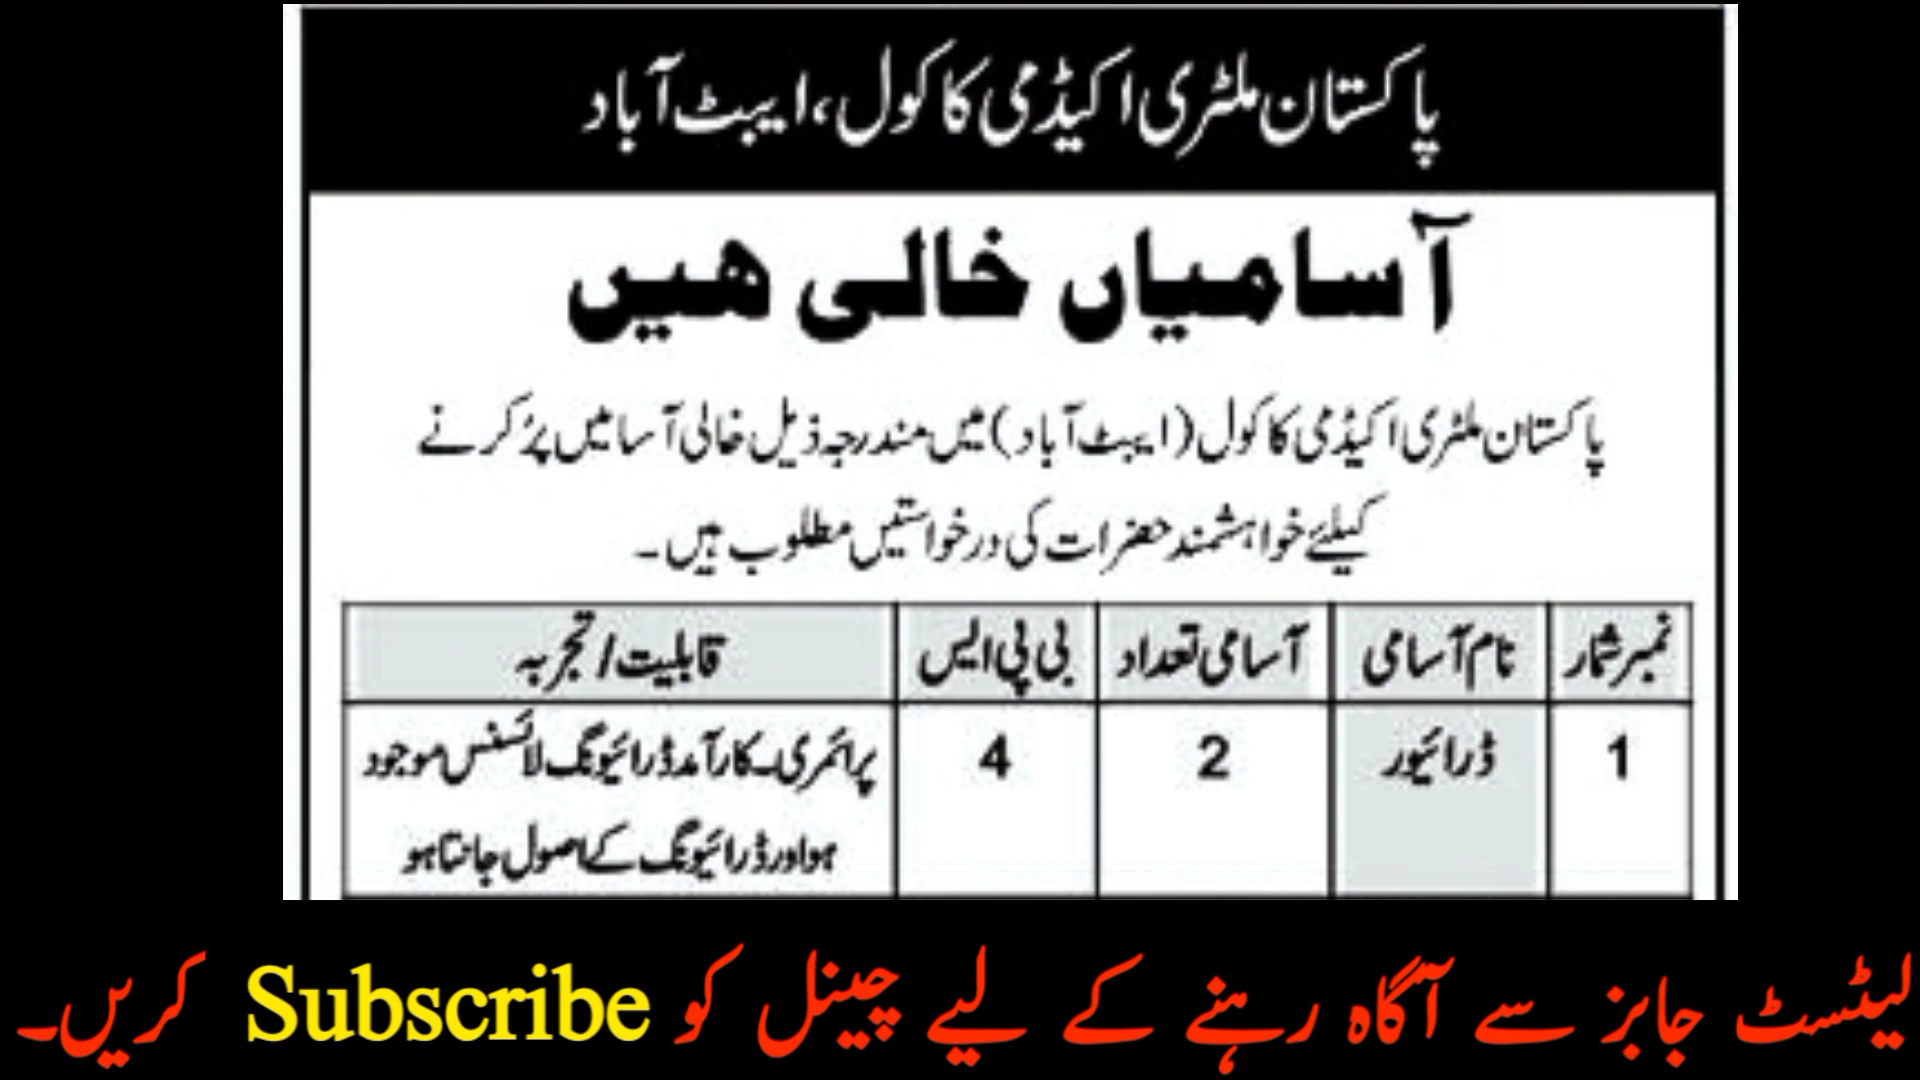 پاکستان ملٹری اکیڈمی کاکول، ایبٹ آباد
آسامیاں خالی ھیں
پاکستان ملٹری اکیڈمی کاکول (ایبٹ آباد) میں مندرجہ ذیل خالی آسامیں پُر کرنے
کیلئے خواہشمند حضرات کی درخواستیں مطلوب ہیں۔
نمبر شمار نام آسامی آسامی تعداد بی پی ایس قابلیت/تجربہ
1 ڈرائیور 2 4 پرائمری۔ کارآمد ڈرائیونگ لائسنس موجود
ہو اور ڈرائیونگ کے اصول جانتا ہو
لیٹسٹ جابز سے آگاہ رہنے کے لیے چینل کو Subscribe کریں۔